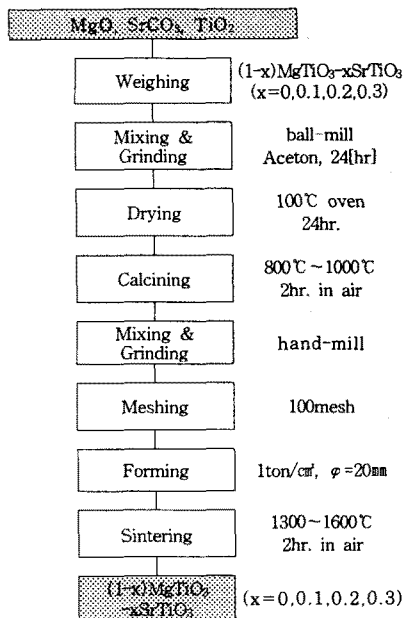 MgO, SrCO₃, TiO₂
Weighing
(1-x)MgTiO₃-xSrTiO₃
(x=0,0.1,0.2,0.3)
Mixing &
Grinding
ball-mill
Aceton, 24[hr]
Drying
100℃ oven
24hr.
Calcining
800℃~1000℃
2hr. in air
Mixing &
Grinding
hand-mill
Meshing
100mesh
Forming
1ton/㎠, φ=20㎜
Sintering
1300~1600℃
2hr. in air
(1-x)MgTiO₃
-xSrTiO₃
(x=0,0.1,0.2,0.3)